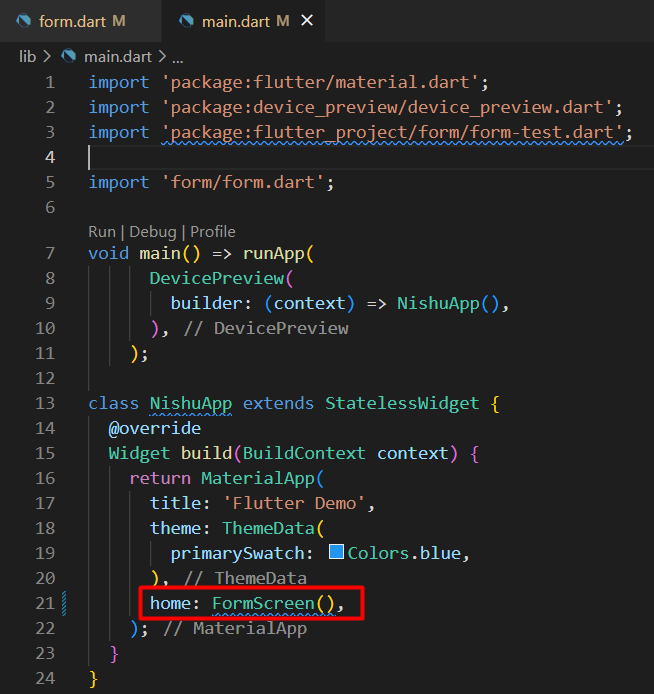 form.dart M
main.dart M ×
lib > main.dart > ...
1 import 'package:flutter/material.dart';
2 import 'package:device_preview/device_preview.dart';
3 import 'package:flutter_project/form/form-test.dart';
4
5 import 'form/form.dart';
6
Run | Debug | Profile
7 void main() => runApp(
8 DevicePreview(
9 builder: (context) => NishuApp(),
10 ), // DevicePreview
11 );
12
13 class NishuApp extends StatelessWidget {
14 @override
15 Widget build(BuildContext context) {
16 return MaterialApp(
17 title: 'Flutter Demo',
18 theme: ThemeData(
19 primarySwatch: Colors.blue,
20 ), // ThemeData
21 home: FormScreen(),
22 ); // MaterialApp
23 }
24 }